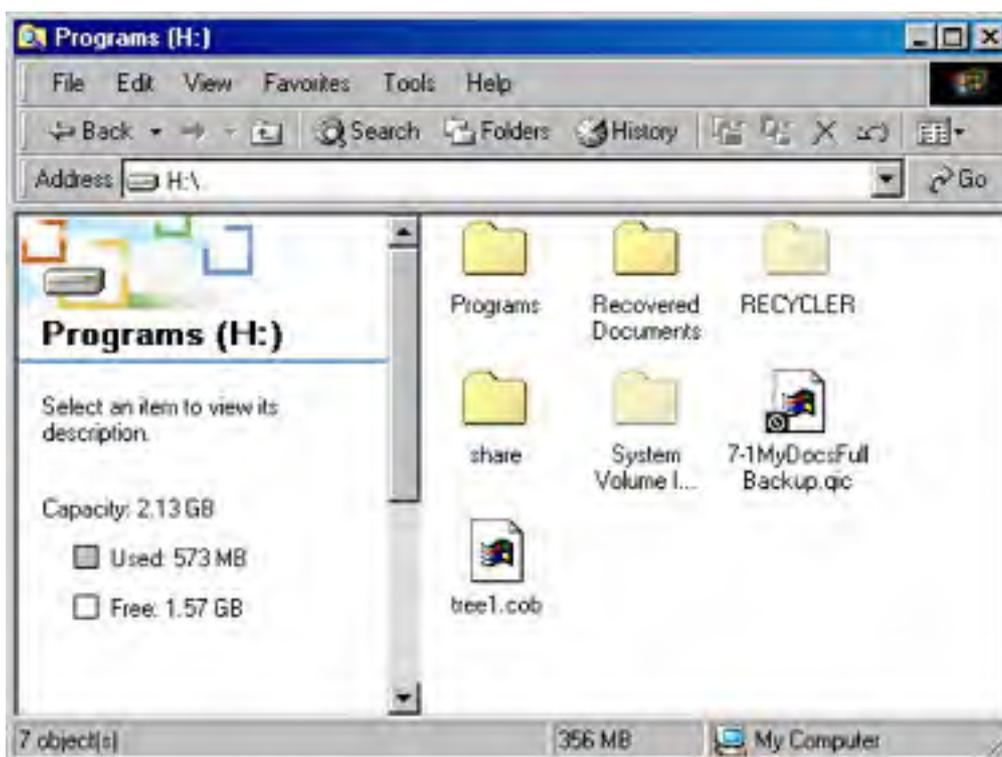 Programs (H:)
File Edit View Favorites Tools Help
Back Search Folders History
Address H:\ Go
Programs (H:)
Select an item to view its
description.
Capacity: 2.13 GB
Used: 573 MB
Free: 1.57 GB
Programs
Recovered
Documents
RECYCLER
share
System
Volume I...
7-1MyDocsFull
Backup.qic
tree1.cob
7 object(s) 356 MB My Computer